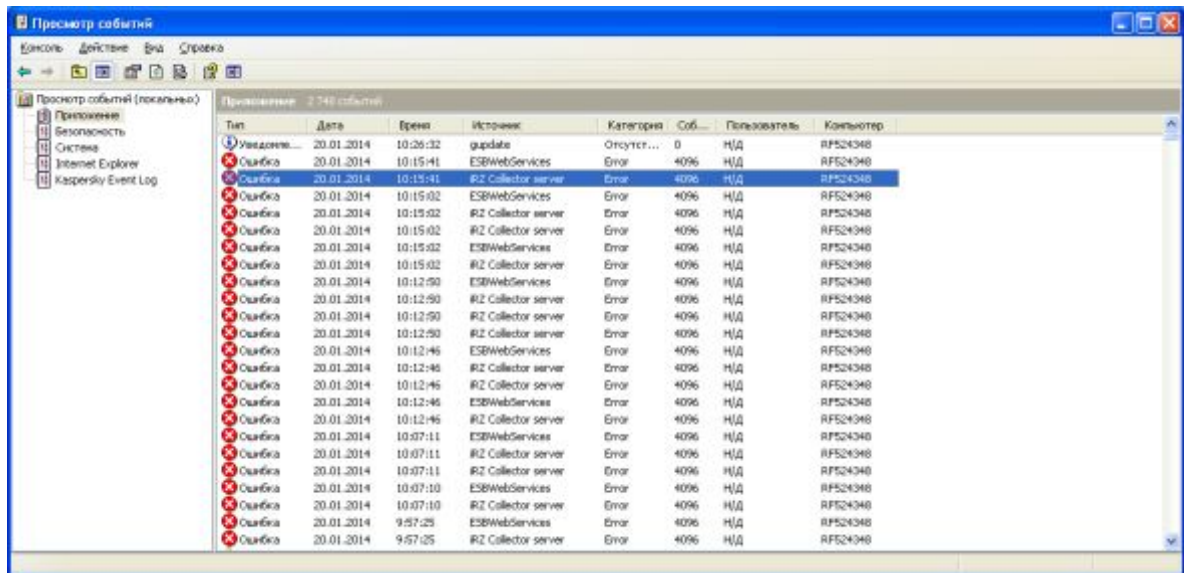 Просмотр событий
Консоль Действие Вид Справка
Просмотр событий (локальных)
Приложение
Безопасность
Система
Internet Explorer
Kaspersky Event Log
Приложение 2 748 событий
Тип Дата Время Источник Категория Соб... Пользователь Компьютер
Уведомле... 20.01.2014 10:26:32 gupdate Отсутст... 0 Н/Д RF524348
Ошибка 20.01.2014 10:15:41 ESBWebServices Error 4096 Н/Д RF524348
Ошибка 20.01.2014 10:15:41 iRZ Collector server Error 4096 Н/Д RF524348
Ошибка 20.01.2014 10:15:02 ESBWebServices Error 4096 Н/Д RF524348
Ошибка 20.01.2014 10:15:02 iRZ Collector server Error 4096 Н/Д RF524348
Ошибка 20.01.2014 10:15:02 iRZ Collector server Error 4096 Н/Д RF524348
Ошибка 20.01.2014 10:15:02 ESBWebServices Error 4096 Н/Д RF524348
Ошибка 20.01.2014 10:15:02 iRZ Collector server Error 4096 Н/Д RF524348
Ошибка 20.01.2014 10:12:50 ESBWebServices Error 4096 Н/Д RF524348
Ошибка 20.01.2014 10:12:50 iRZ Collector server Error 4096 Н/Д RF524348
Ошибка 20.01.2014 10:12:50 iRZ Collector server Error 4096 Н/Д RF524348
Ошибка 20.01.2014 10:12:50 iRZ Collector server Error 4096 Н/Д RF524348
Ошибка 20.01.2014 10:12:46 ESBWebServices Error 4096 Н/Д RF524348
Ошибка 20.01.2014 10:12:46 iRZ Collector server Error 4096 Н/Д RF524348
Ошибка 20.01.2014 10:12:46 iRZ Collector server Error 4096 Н/Д RF524348
Ошибка 20.01.2014 10:12:46 ESBWebServices Error 4096 Н/Д RF524348
Ошибка 20.01.2014 10:12:46 iRZ Collector server Error 4096 Н/Д RF524348
Ошибка 20.01.2014 10:07:11 ESBWebServices Error 4096 Н/Д RF524348
Ошибка 20.01.2014 10:07:11 iRZ Collector server Error 4096 Н/Д RF524348
Ошибка 20.01.2014 10:07:11 iRZ Collector server Error 4096 Н/Д RF524348
Ошибка 20.01.2014 10:07:10 ESBWebServices Error 4096 Н/Д RF524348
Ошибка 20.01.2014 10:07:10 iRZ Collector server Error 4096 Н/Д RF524348
Ошибка 20.01.2014 9:57:25 ESBWebServices Error 4096 Н/Д RF524348
Ошибка 20.01.2014 9:57:25 iRZ Collector server Error 4096 Н/Д RF524348